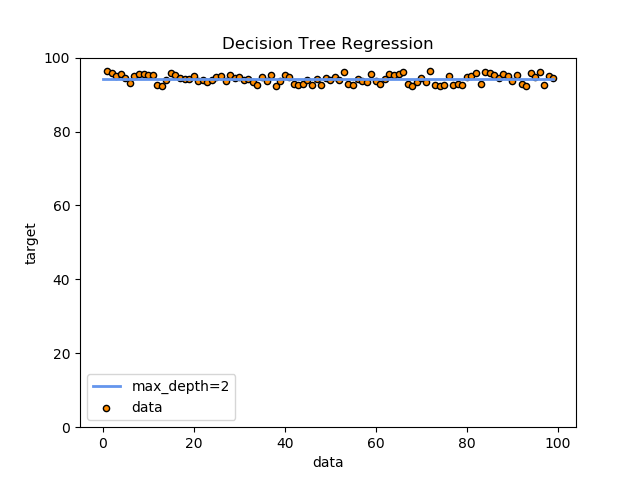 Decision Tree Regression
100
80
60
40
20
0
target
max_depth=2
data
0 20 40 60 80 100
data